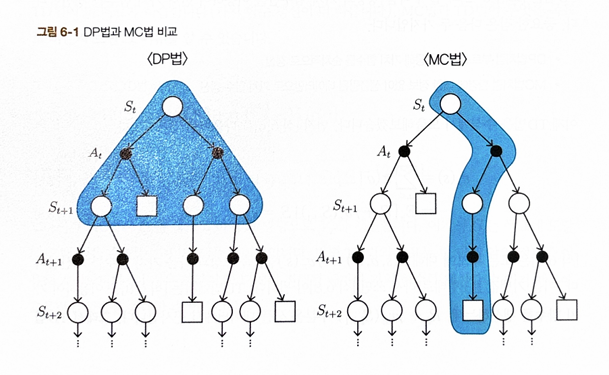 그림 6-1 DP법과 MC법 비교
〈DP법〉
S_t
A_t
S_{t+1}
A_{t+1}
S_{t+2}
〈MC법〉
S_t
A_t
S_{t+1}
A_{t+1}
S_{t+2}